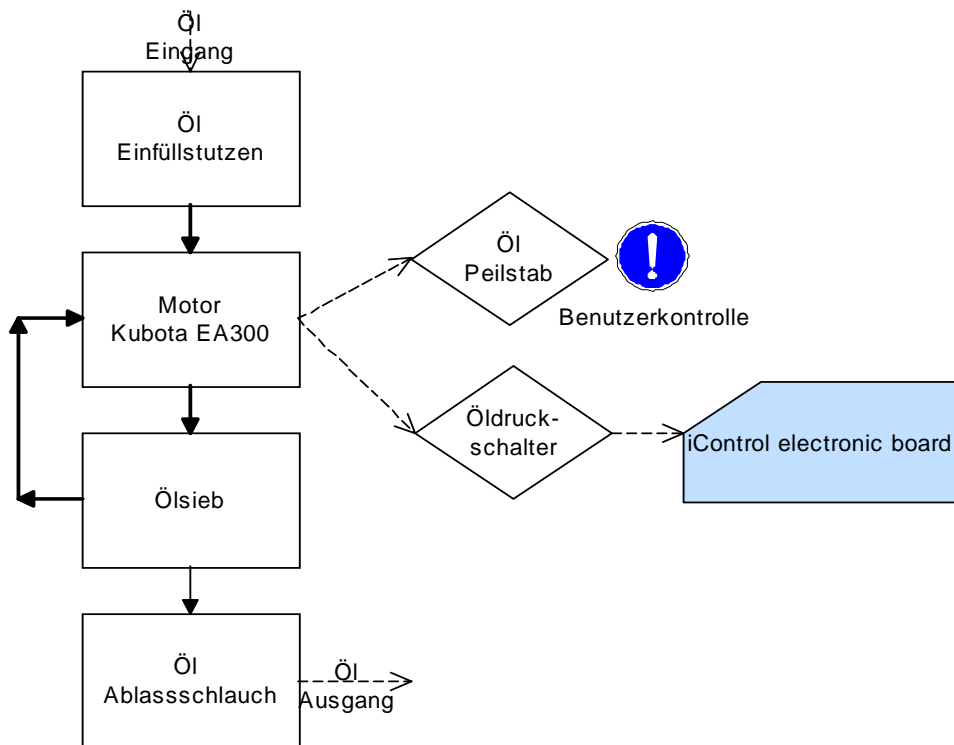 Öl
Eingang
Öl
Einfüllstutzen
Motor
Kubota EA300
Öl
Peilstab
Benutzerkontrolle
Öldruck-
schalter
iControl electronic board
Ölsieb
Öl
Ablassschlauch
Öl
Ausgang